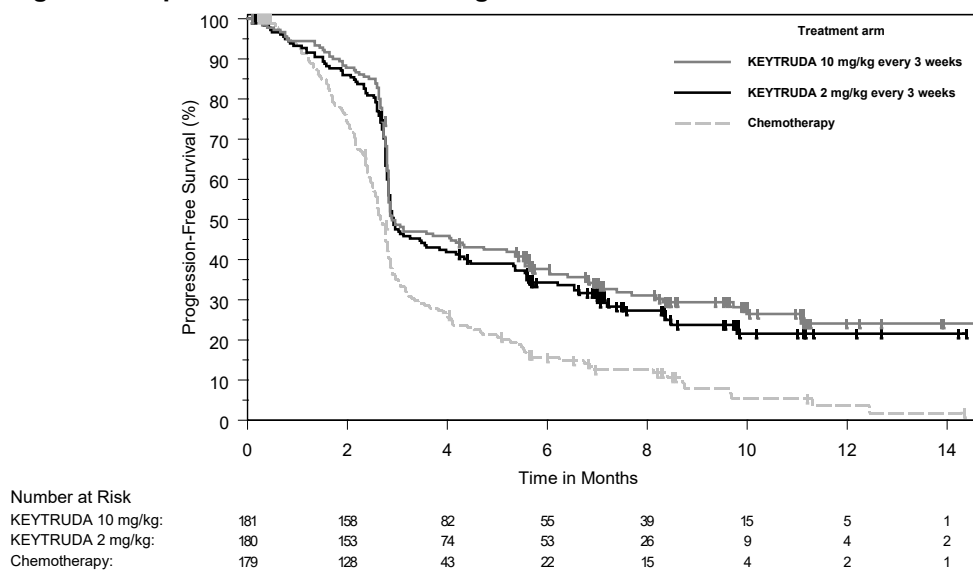 Treatment arm
KEYTRUDA 10 mg/kg every 3 weeks
KEYTRUDA 2 mg/kg every 3 weeks
Chemotherapy
Progression-Free Survival (%)
100
90
80
70
60
50
40
30
20
10
0
0 2 4 6 8 10 12 14
Time in Months
Number at Risk
KEYTRUDA 10 mg/kg: 181 158 82 55 39 15 5 1
KEYTRUDA 2 mg/kg: 180 153 74 53 26 9 4 2
Chemotherapy: 179 128 43 22 15 4 2 1